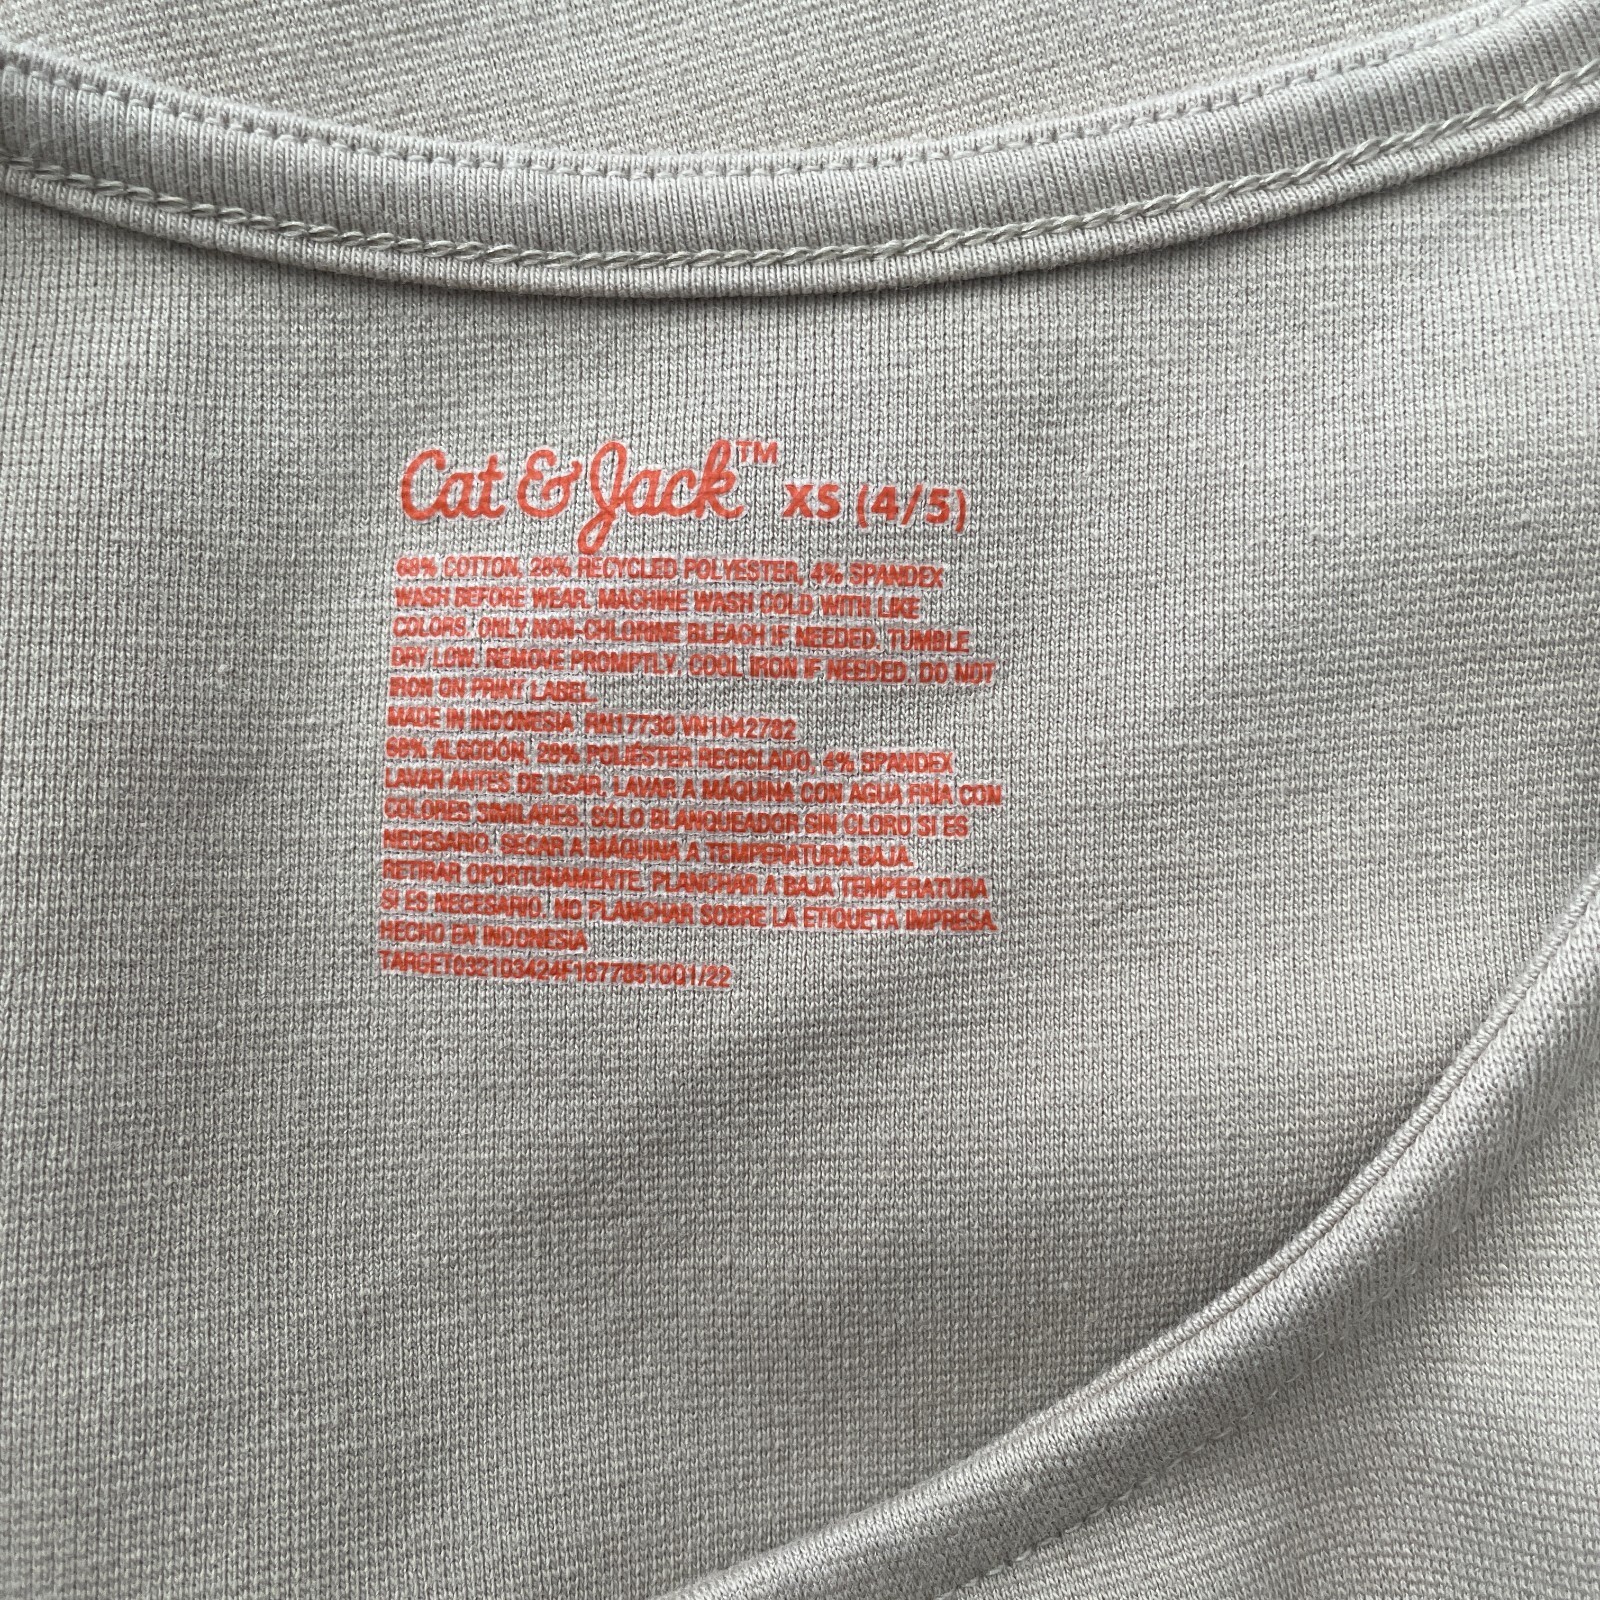 Cat & Jack™ XS (4/5)
68% COTTON, 28% RECYCLED POLYESTER, 4% SPANDEX
WASH BEFORE WEAR. MACHINE WASH COLD WITH LIKE
COLORS. ONLY NON-CHLORINE BLEACH IF NEEDED. TUMBLE
DRY LOW. REMOVE PROMPTLY. COOL IRON IF NEEDED. DO NOT
IRON ON PRINT LABEL.
MADE IN INDONESIA, RN17730 VN1042782
68% ALGODÓN, 28% POLIÉSTER RECICLADO, 4% SPANDEX
LAVAR ANTES DE USAR. LAVAR A MÁQUINA CON AGUA FRÍA CON
COLORES SIMILARES. SÓLO BLANQUEADOR SIN CLORO SI ES
NECESARIO. SECAR A MÁQUINA A TEMPERATURA BAJA.
RETIRAR OPORTUNAMENTE. PLANCHAR A BAJA TEMPERATURA
SI ES NECESARIO. NO PLANCHAR SOBRE LA ETIQUETA IMPRESA.
HECHO EN INDONESIA